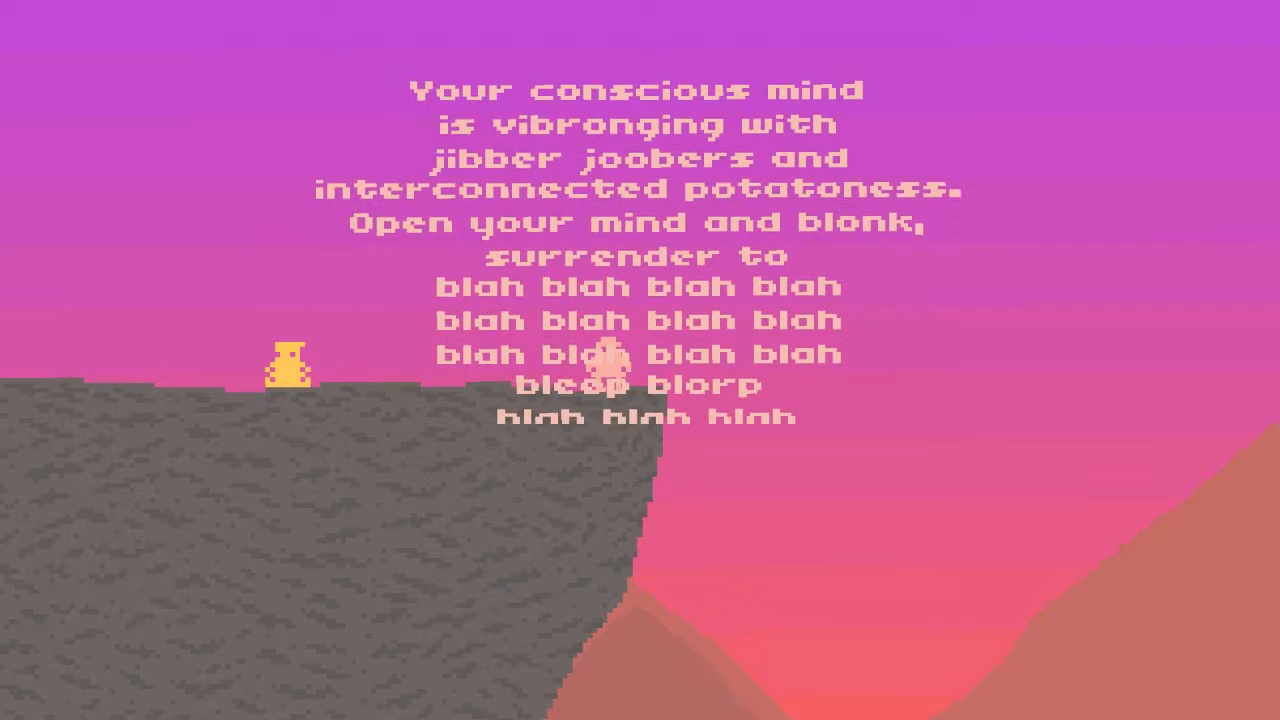 Your conscious mind
is vibronging with
jibber joobers and
interconnected potatoness.
Open your mind and blonk,
surrender to
blah blah blah blah
blah blah blah blah
blah blah blah blah
bleep blorp
blah blah blah